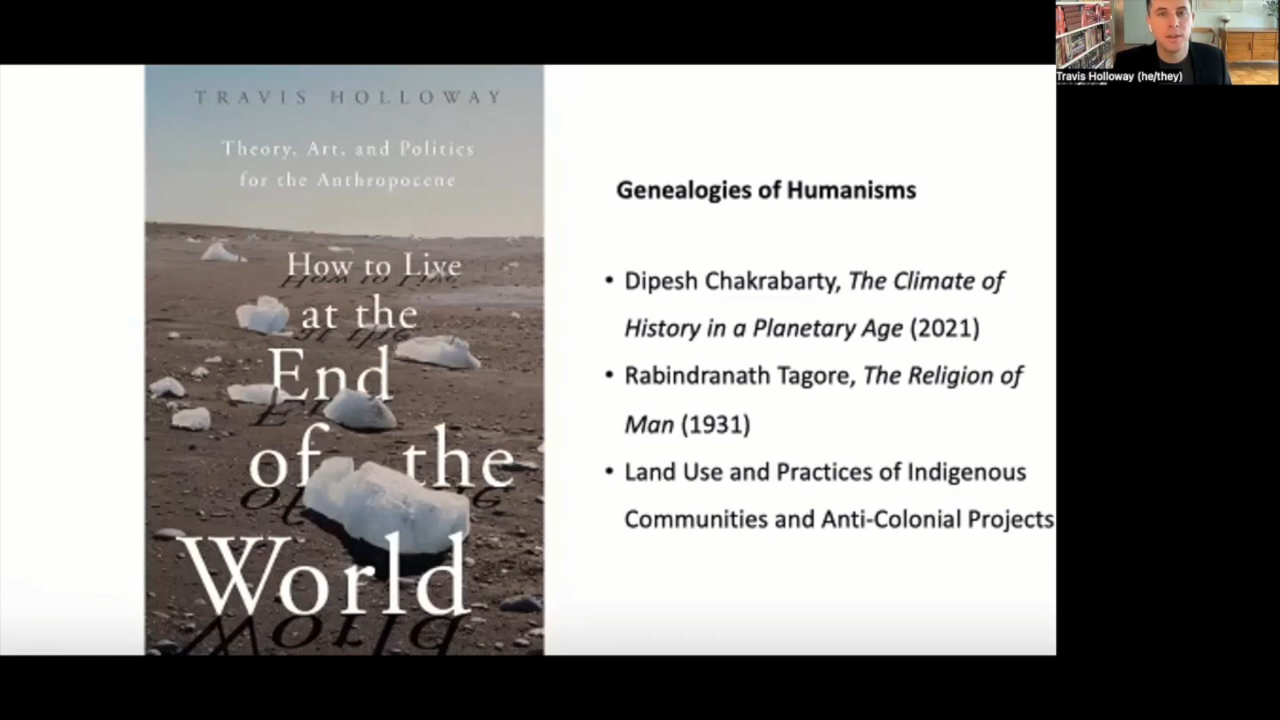 TRAVIS HOLLOWAY
Theory, Art, and Politics
for the Anthropocene
How to Live
at the
End
of the
World
Genealogies of Humanisms
• Dipesh Chakrabarty, The Climate of
History in a Planetary Age (2021)
• Rabindranath Tagore, The Religion of
Man (1931)
• Land Use and Practices of Indigenous
Communities and Anti-Colonial Projects
Travis Holloway (he/they)